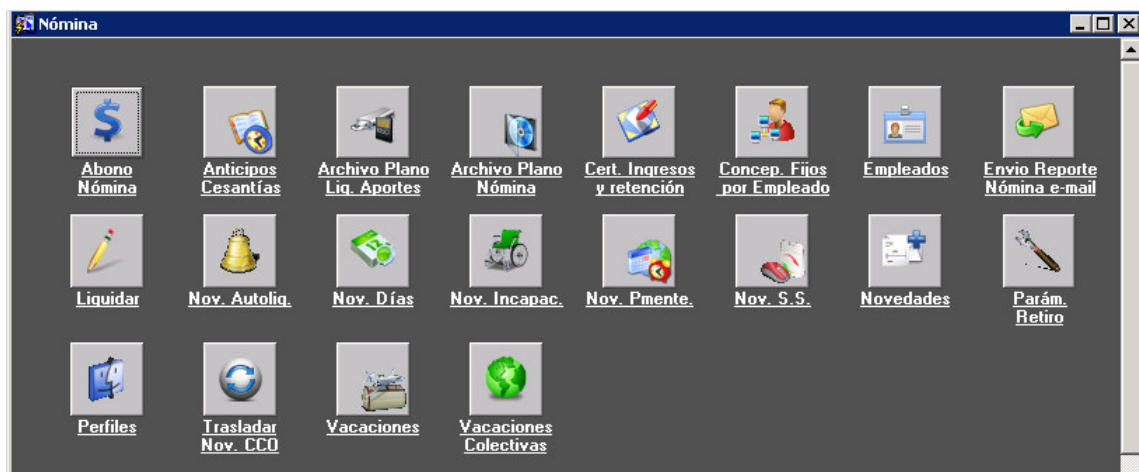 Nómina
Abono
Nómina
Anticipos
Cesantías
Archivo Plano
Liq. Aportes
Archivo Plano
Nómina
Cert. Ingresos
y retención
Concep. Fijos
por Empleado
Empleados
Envio Reporte
Nómina e-mail
Liquidar
Nov. Autoliq.
Nov. Días
Nov. Incapac.
Nov. Pmente.
Nov. S.S.
Novedades
Parám.
Retiro
Perfiles
Trasladar
Nov. CCO
Vacaciones
Vacaciones
Colectivas